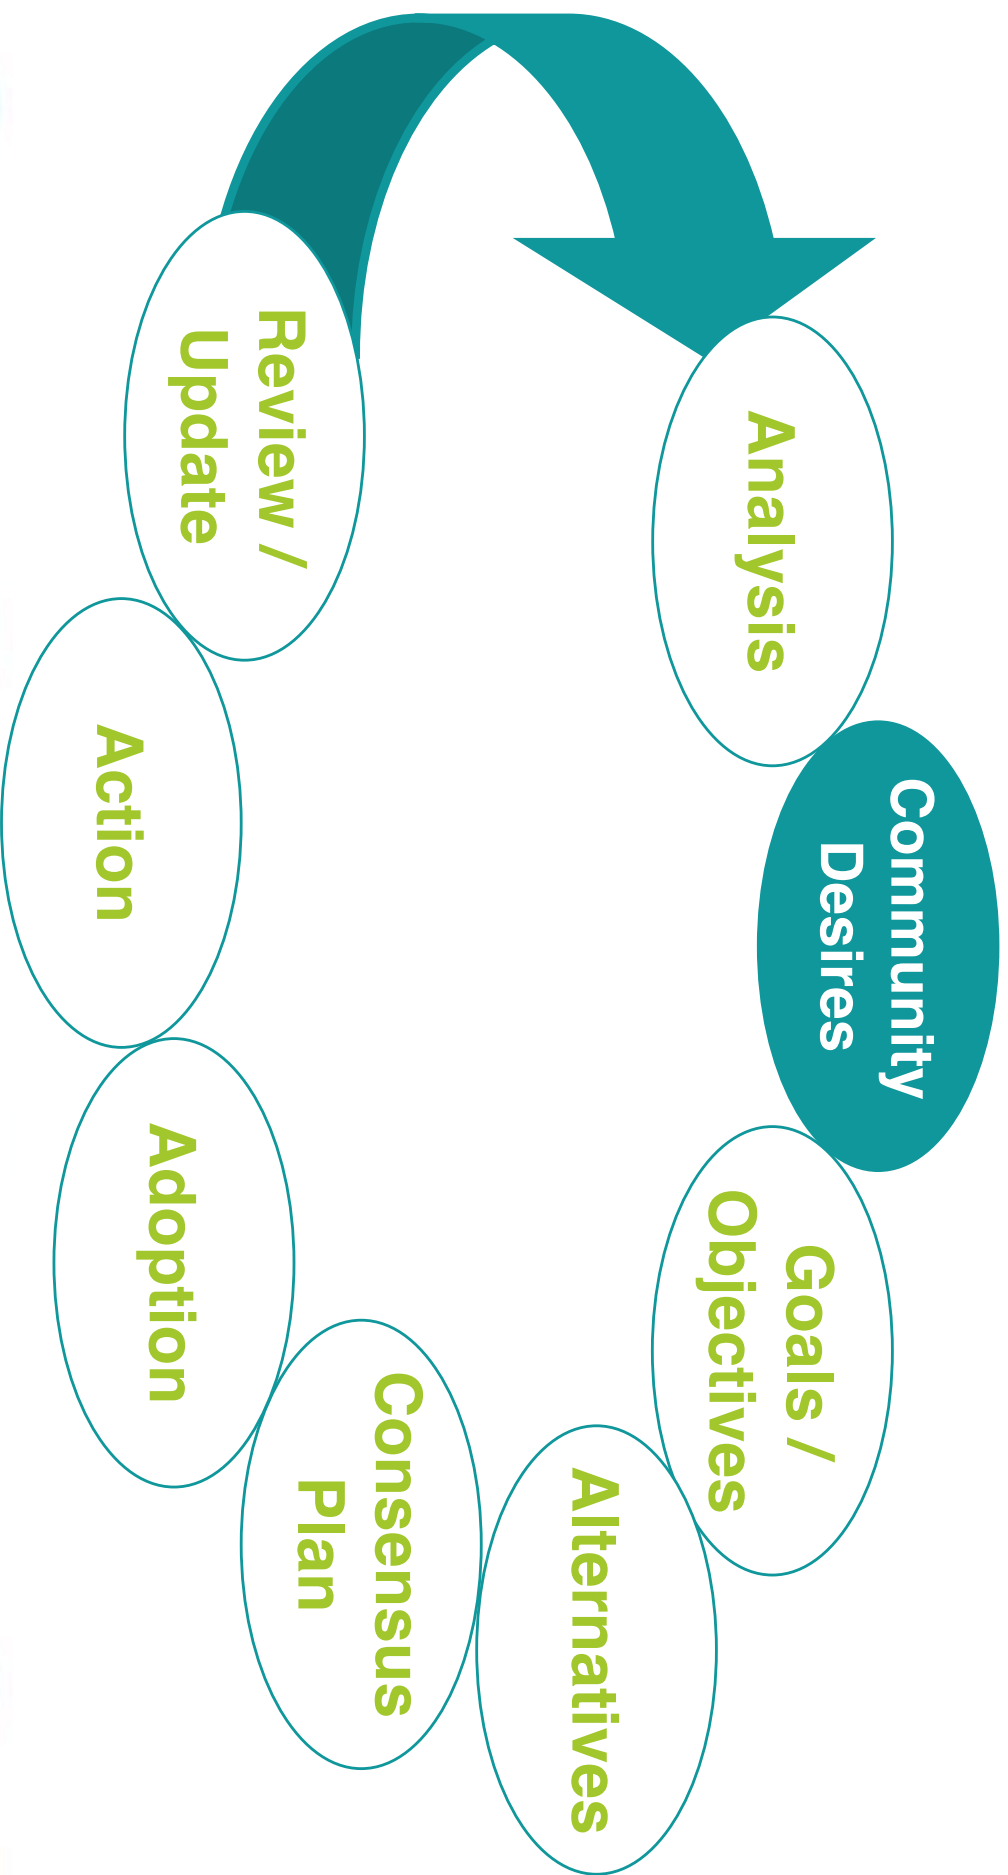 Analysis
Community
Desires
Goals /
Objectives
Alternatives
Consensus
Plan
Adoption
Action
Review /
Update